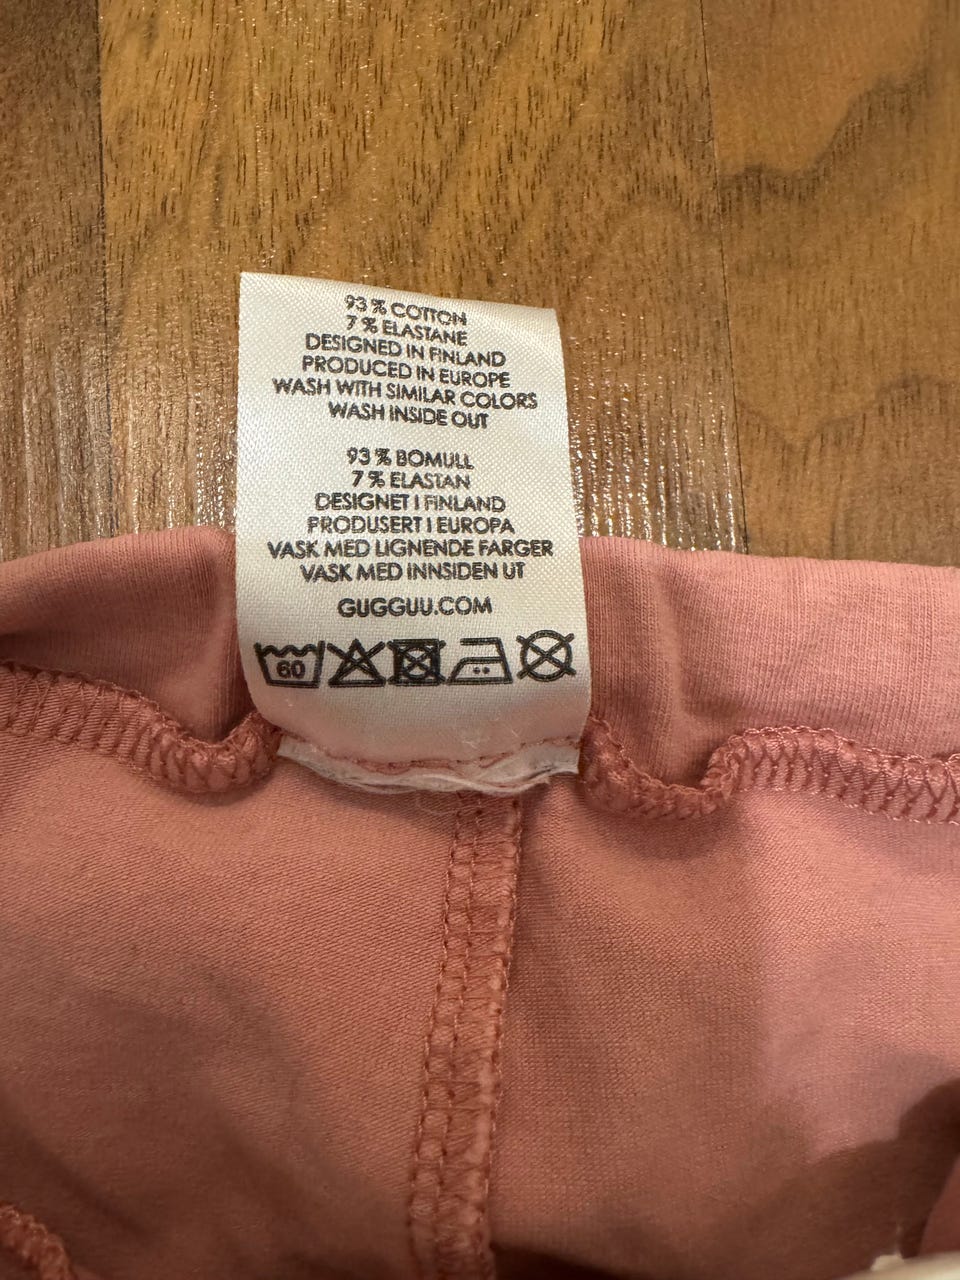 93 % COTTON
7 % ELASTANE
DESIGNED IN FINLAND
PRODUCED IN EUROPE
WASH WITH SIMILAR COLORS
WASH INSIDE OUT
93 % BOMULL
7 % ELASTAN
DESIGNET I FINLAND
PRODUSERT I EUROPA
VASK MED LIGNENDE FARGER
VASK MED INNSIDEN UT
GUGGUU.COM
60